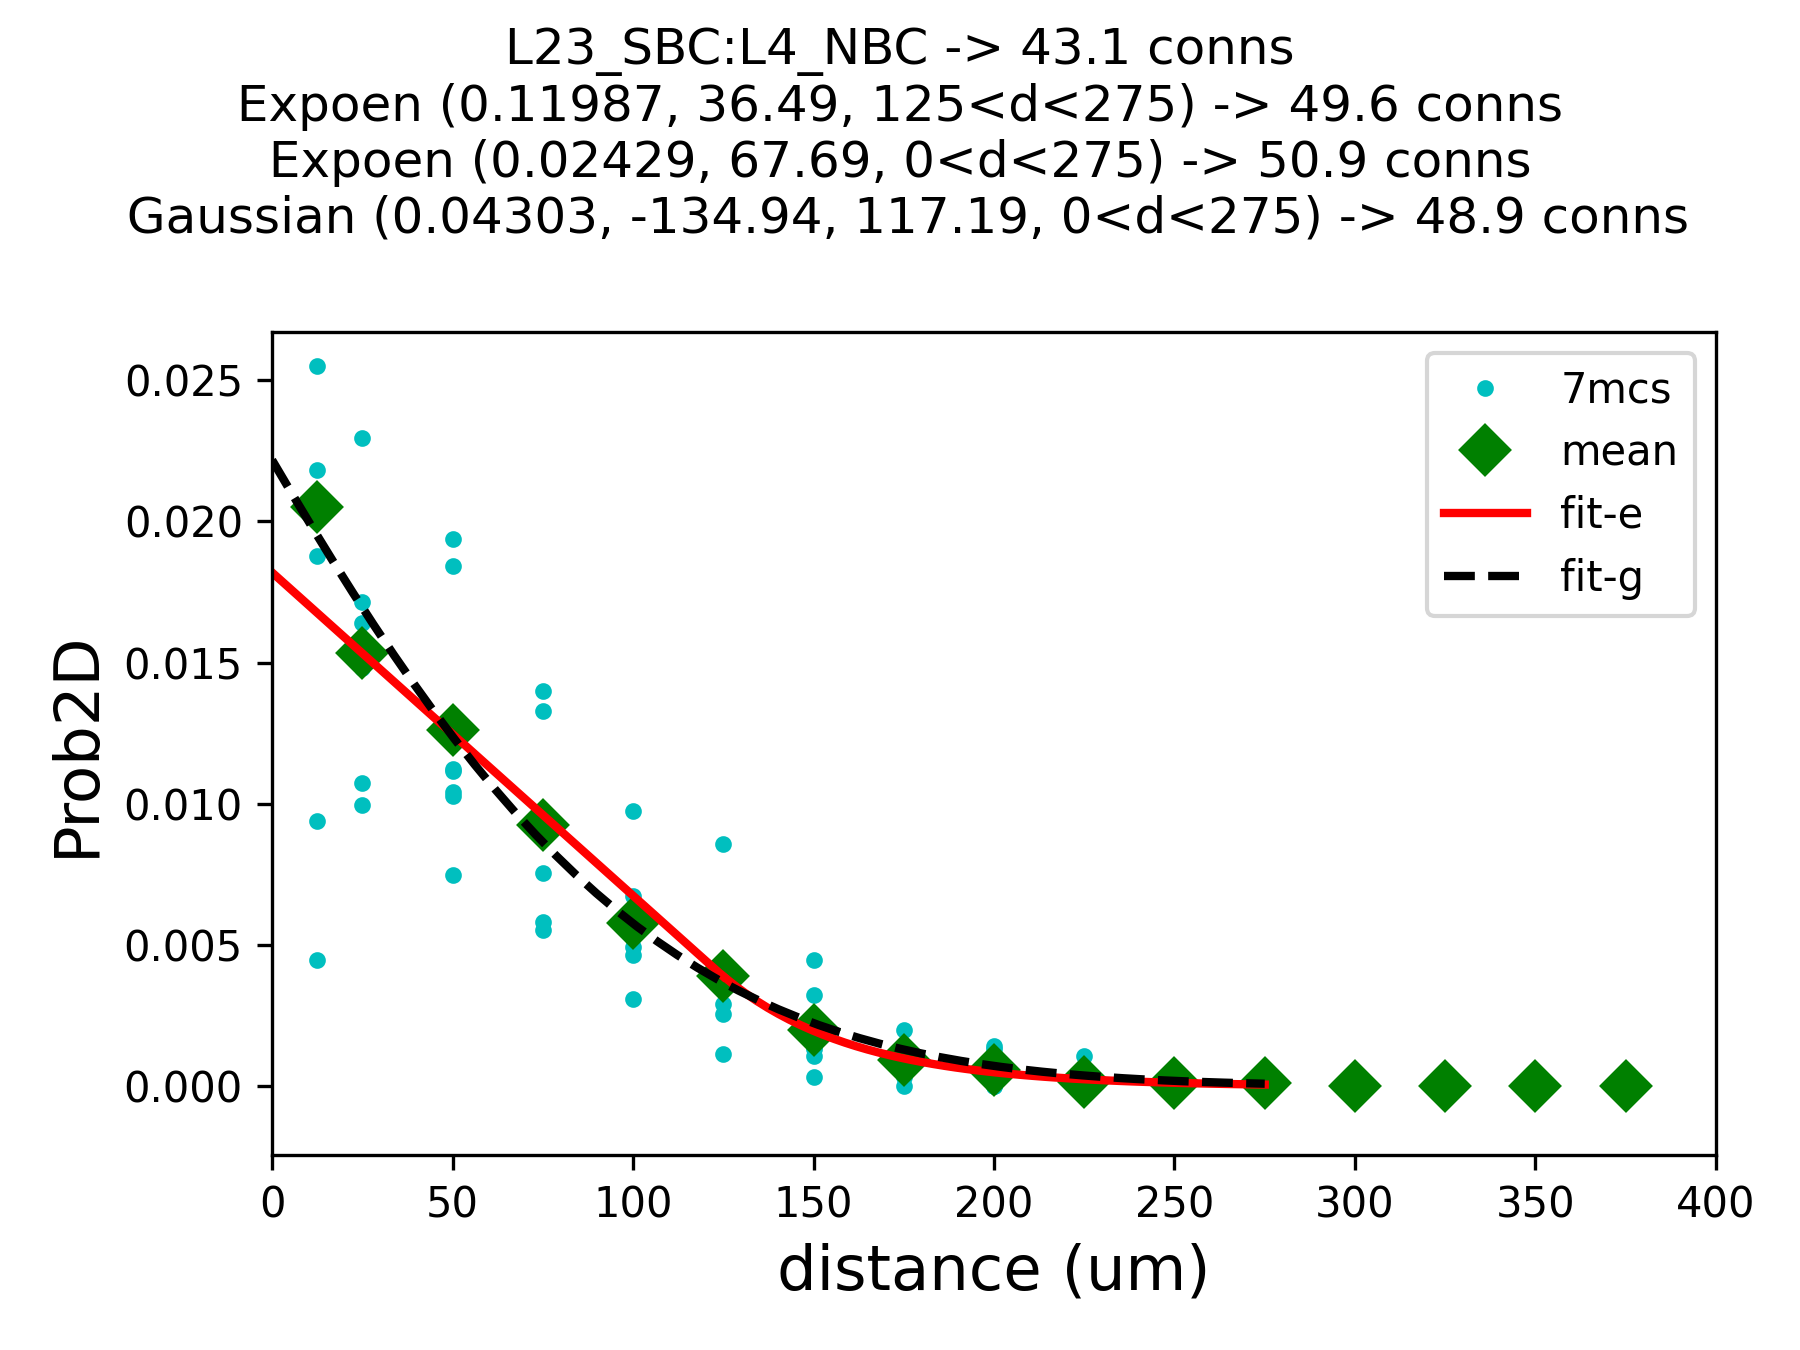 L23_SBC:L4_NBC -> 43.1 conns
Expoen (0.11987, 36.49, 125<d<275) -> 49.6 conns
Expoen (0.02429, 67.69, 0<d<275) -> 50.9 conns
Gaussian (0.04303, -134.94, 117.19, 0<d<275) -> 48.9 conns
7mcs
mean
fit-e
fit-g
Prob2D
0.025
0.020
0.015
0.010
0.005
0.000
0 50 100 150 200 250 300 350 400
distance (um)